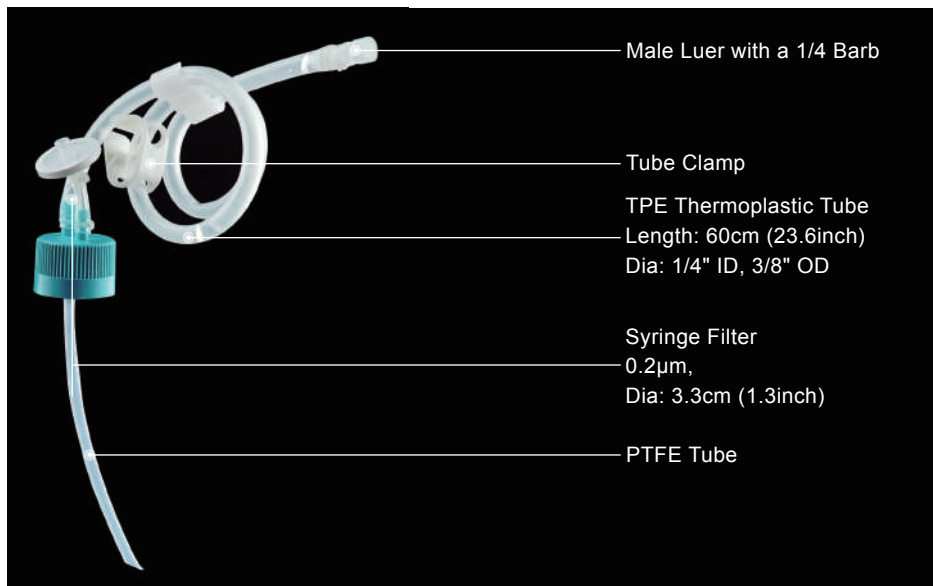 Male Luer with a 1/4 Barb
Tube Clamp
TPE Thermoplastic Tube
Length: 60cm (23.6inch)
Dia: 1/4" ID, 3/8" OD
Syringe Filter
0.2μm,
Dia: 3.3cm (1.3inch)
PTFE Tube